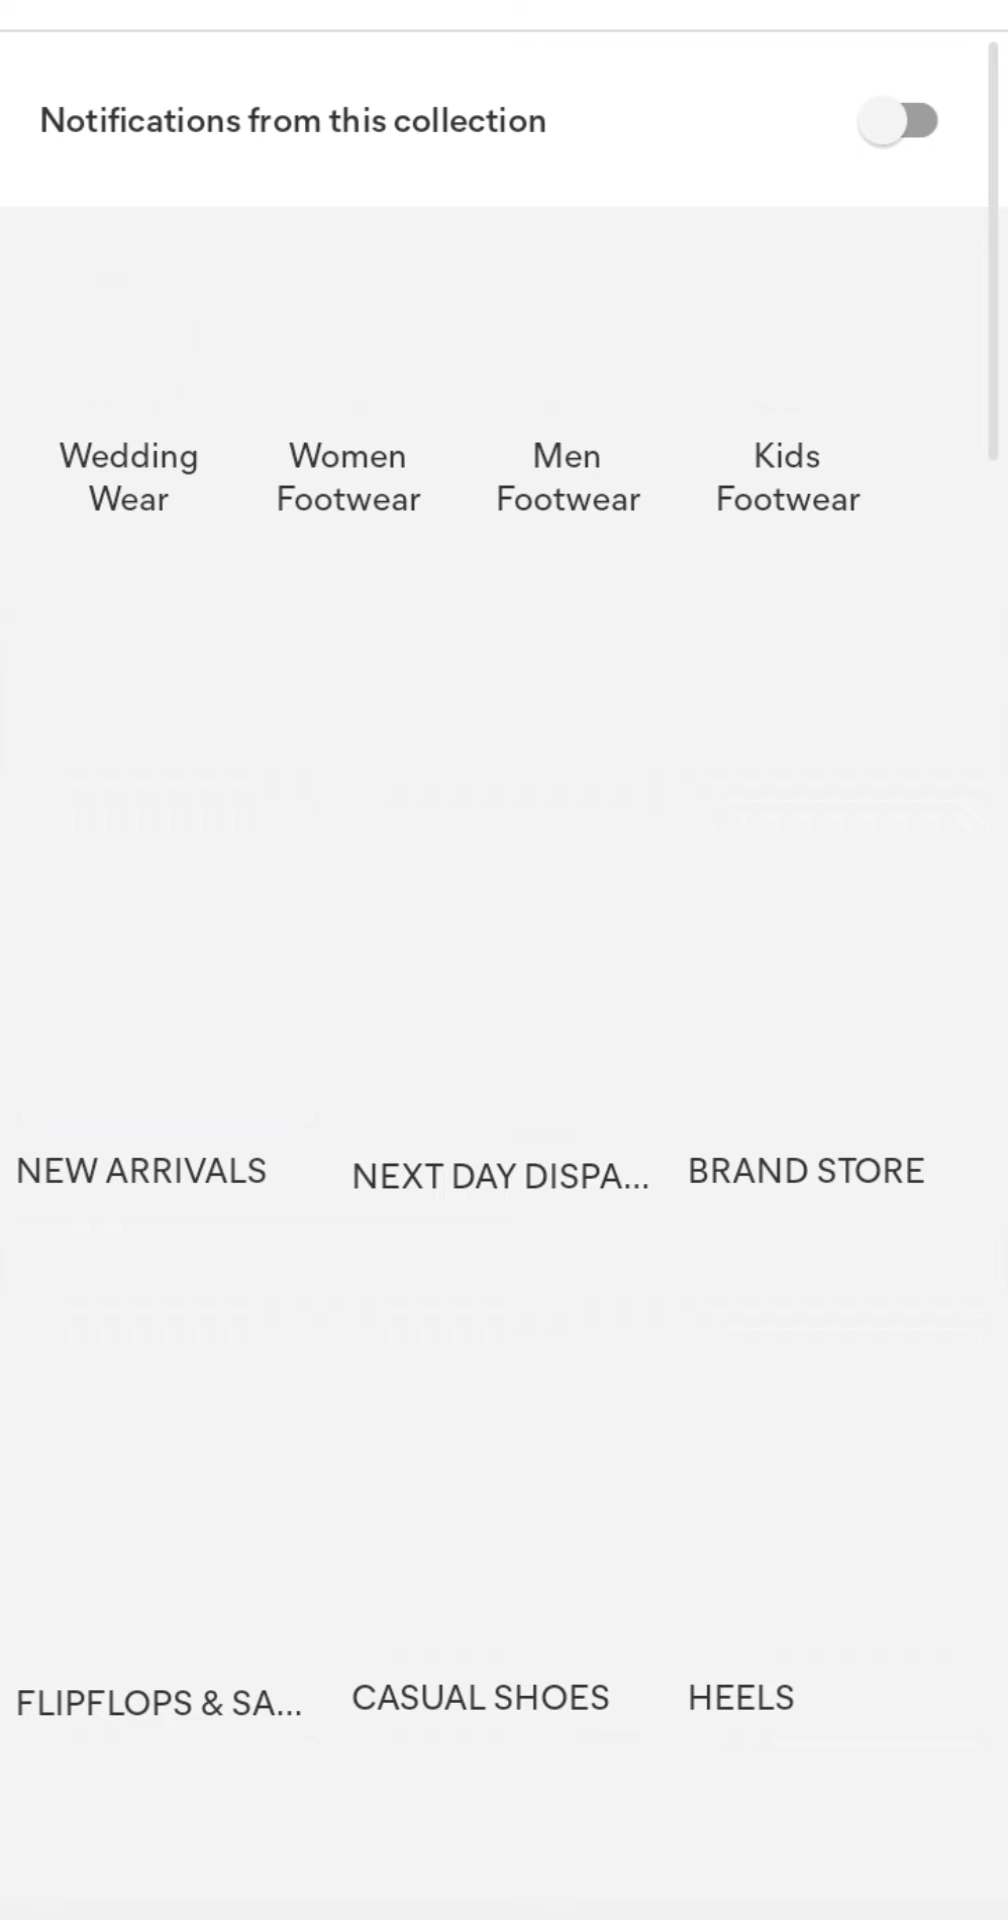 Notifications from this collection
Wedding
Wear
Women
Footwear
Men
Footwear
Kids
Footwear
NEW ARRIVALS
NEXT DAY DISPA...
BRAND STORE
FLIPFLOPS & SA...
CASUAL SHOES
HEELS